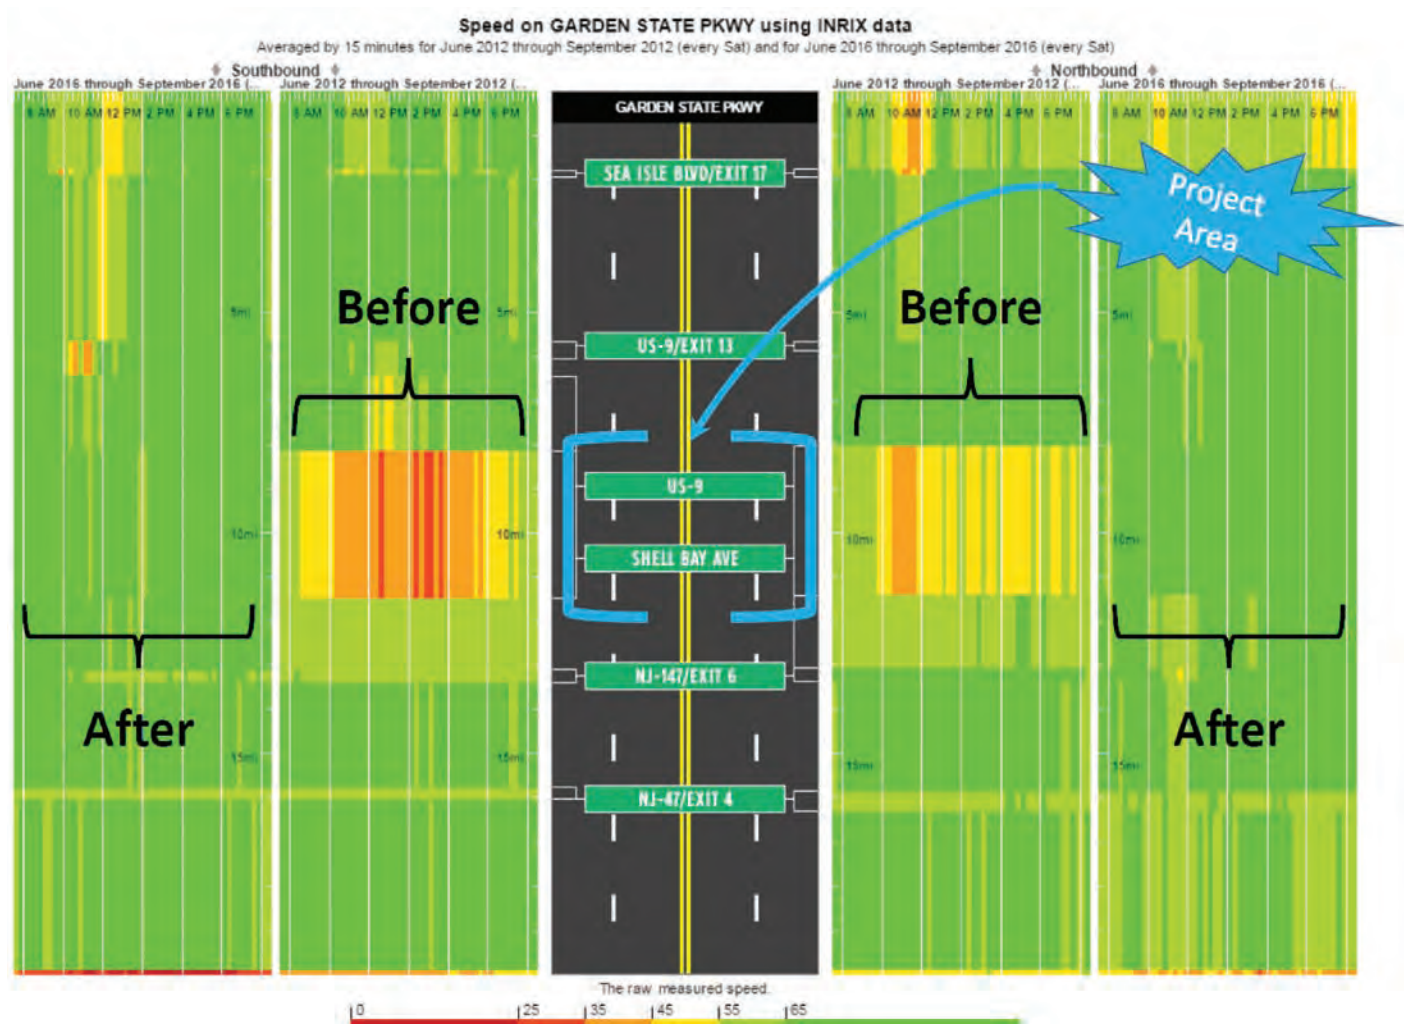 Speed on GARDEN STATE PKWY using INRIX data
Averaged by 15 minutes for June 2012 through September 2012 (every Sat) and for June 2016 through September 2016 (every Sat)
Southbound
Northbound
June 2016 through September 2016 (...
June 2012 through September 2012 (...
June 2012 through September 2012 (...
June 2016 through September 2016 (...
8 AM 10 AM 12 PM 2 PM 4 PM 6 PM
8 AM 10 AM 12 PM 2 PM 4 PM 6 PM
GARDEN STATE PKWY
8 AM 10 AM 12 PM 2 PM 4 PM 6 PM
8 AM 10 AM 12 PM 2 PM 4 PM 6 PM
SEA ISLE BLVD/EXIT 17
Project
Area
Before
Before
5mi
5mi
5mi
5mi
US-9/EXIT 13
US-9
10mi
10mi
10mi
10mi
SHELL BAY AVE
NJ-147/EXIT 6
After
After
15mi
15mi
15mi
15mi
NJ-47/EXIT 4
The raw measured speed.
0 25 35 45 55 65